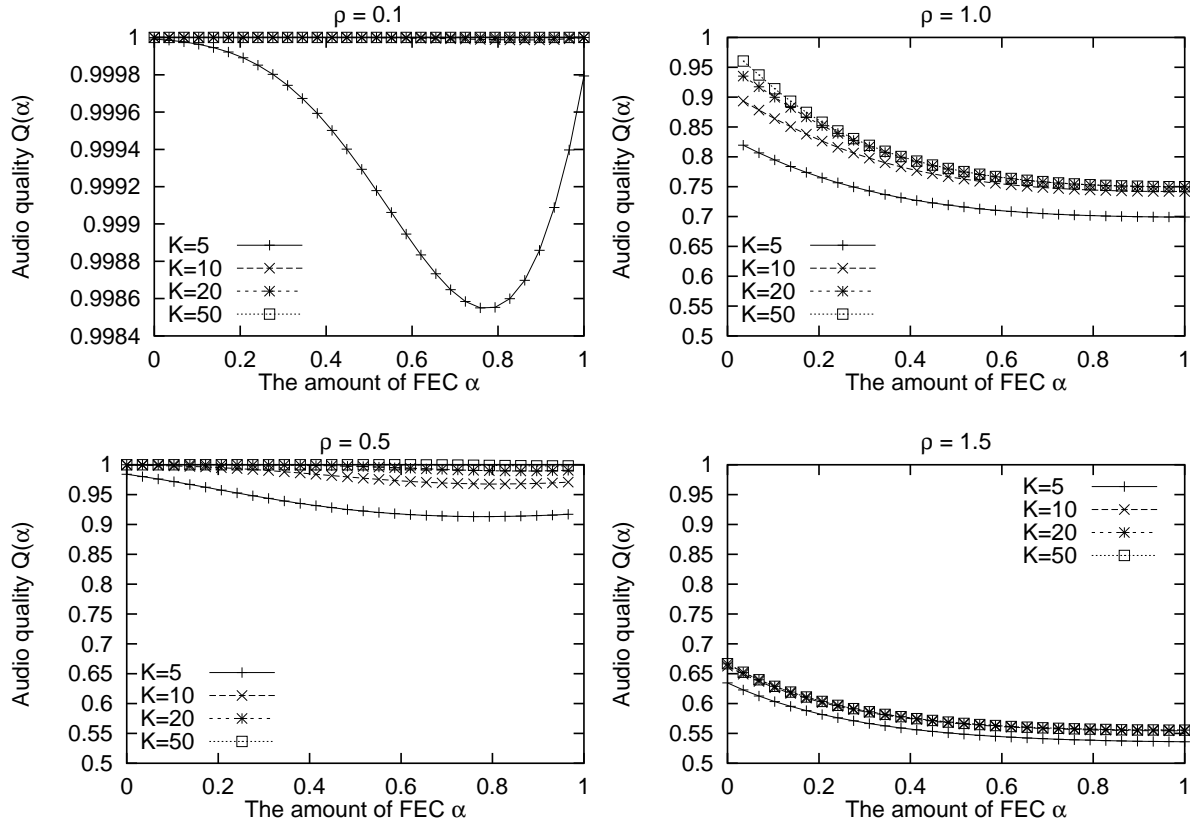 ρ = 0.1
Audio quality Q(α)
1
0.9998
0.9996
0.9994
0.9992
0.999
0.9988
0.9986
0.9984
K=5
K=10
K=20
K=50
0 0.2 0.4 0.6 0.8 1
The amount of FEC α
ρ = 1.0
Audio quality Q(α)
1
0.95
0.9
0.85
0.8
0.75
0.7
0.65
0.6
0.55
0.5
K=5
K=10
K=20
K=50
0 0.2 0.4 0.6 0.8 1
The amount of FEC α
ρ = 0.5
Audio quality Q(α)
1
0.95
0.9
0.85
0.8
0.75
0.7
0.65
0.6
0.55
0.5
K=5
K=10
K=20
K=50
0 0.2 0.4 0.6 0.8 1
The amount of FEC α
ρ = 1.5
Audio quality Q(α)
1
0.95
0.9
0.85
0.8
0.75
0.7
0.65
0.6
0.55
0.5
K=5
K=10
K=20
K=50
0 0.2 0.4 0.6 0.8 1
The amount of FEC α